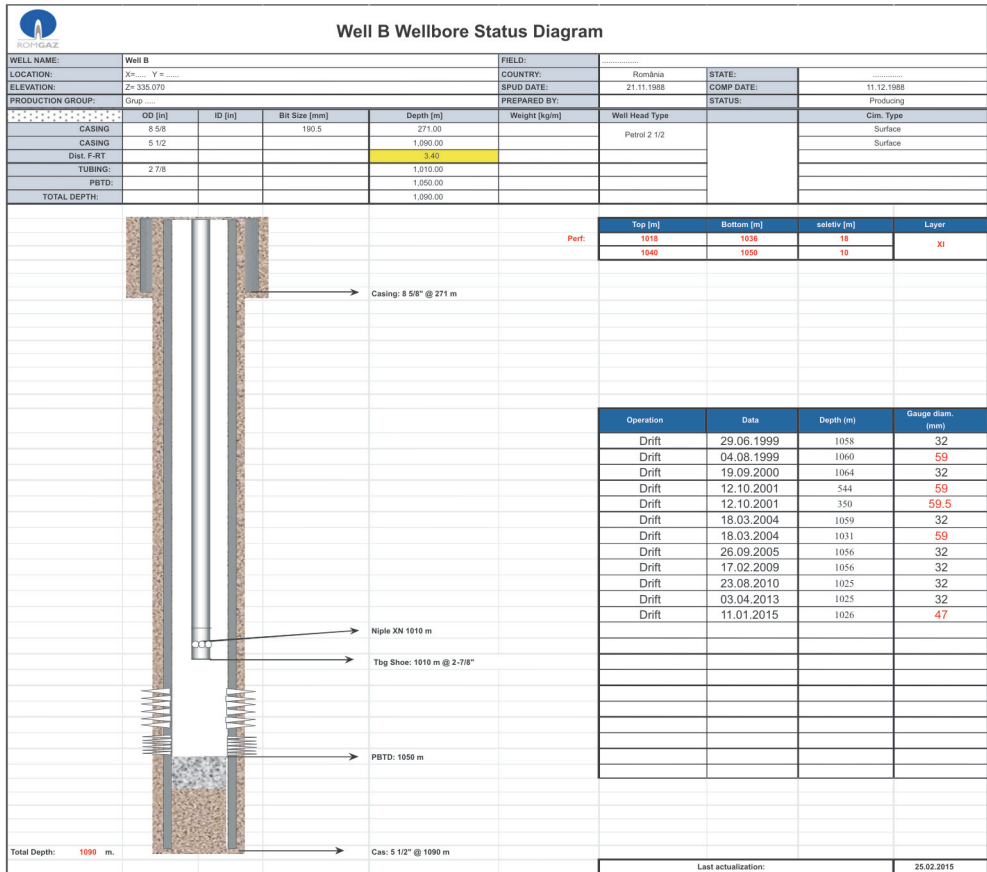 ROMGAZ
Well B Wellbore Status Diagram
WELL NAME: Well B FIELD: ................
LOCATION: X=..... Y = ...... COUNTRY: România STATE: .............
ELEVATION: Z= 335.070 SPUD DATE: 21.11.1988 COMP DATE: 11.12.1988
PRODUCTION GROUP: Grup ..... PREPARED BY: STATUS: Producing
OD [in] ID [in] Bit Size [mm] Depth [m] Weight [kg/m] Well Head Type Cim. Type
CASING 8 5/8 190.5 271.00 Petrol 2 1/2 Surface
CASING 5 1/2 1,090.00 Surface
Dist. F-RT 3.40
TUBING: 2 7/8 1,010.00
PBTD: 1,050.00
TOTAL DEPTH: 1,090.00
Top [m] Bottom [m] seletiv [m] Layer
Perf: 1018 1036 18 XI
1040 1050 10
Casing: 8 5/8" @ 271 m
Operation Data Depth (m) Gauge diam. (mm)
Drift 29.06.1999 1058 32
Drift 04.08.1999 1060 59
Drift 19.09.2000 1064 32
Drift 12.10.2001 544 59
Drift 12.10.2001 350 59.5
Drift 18.03.2004 1059 32
Drift 18.03.2004 1031 59
Drift 26.09.2005 1056 32
Drift 17.02.2009 1056 32
Drift 23.08.2010 1025 32
Drift 03.04.2013 1025 32
Drift 11.01.2015 1026 47
Niple XN 1010 m
Tbg Shoe: 1010 m @ 2-7/8"
PBTD: 1050 m
Total Depth: 1090 m.
Cas: 5 1/2" @ 1090 m
Last actualization: 25.02.2015